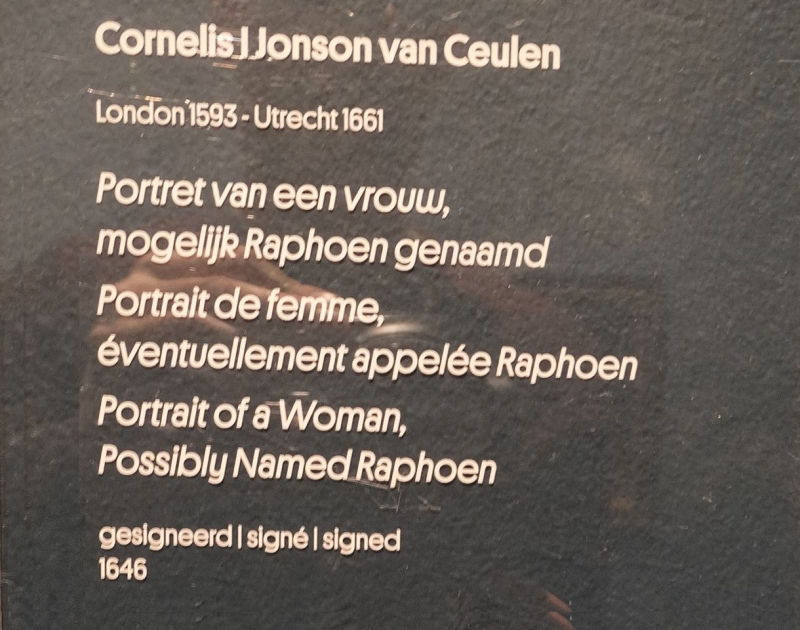 Cornelis I Jonson van Ceulen
London 1593 - Utrecht 1661
Portret van een vrouw,
mogelijk Raphoen genaamd
Portrait de femme,
éventuellement appelée Raphoen
Portrait of a Woman,
Possibly Named Raphoen
gesigneerd | signé | signed
1646